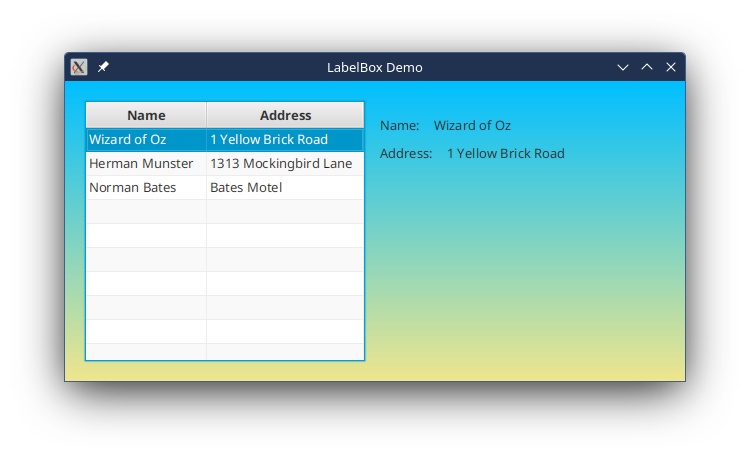 LabelBox Demo
Name Address
Wizard of Oz 1 Yellow Brick Road
Herman Munster 1313 Mockingbird Lane
Norman Bates Bates Motel
Name: Wizard of Oz
Address: 1 Yellow Brick Road